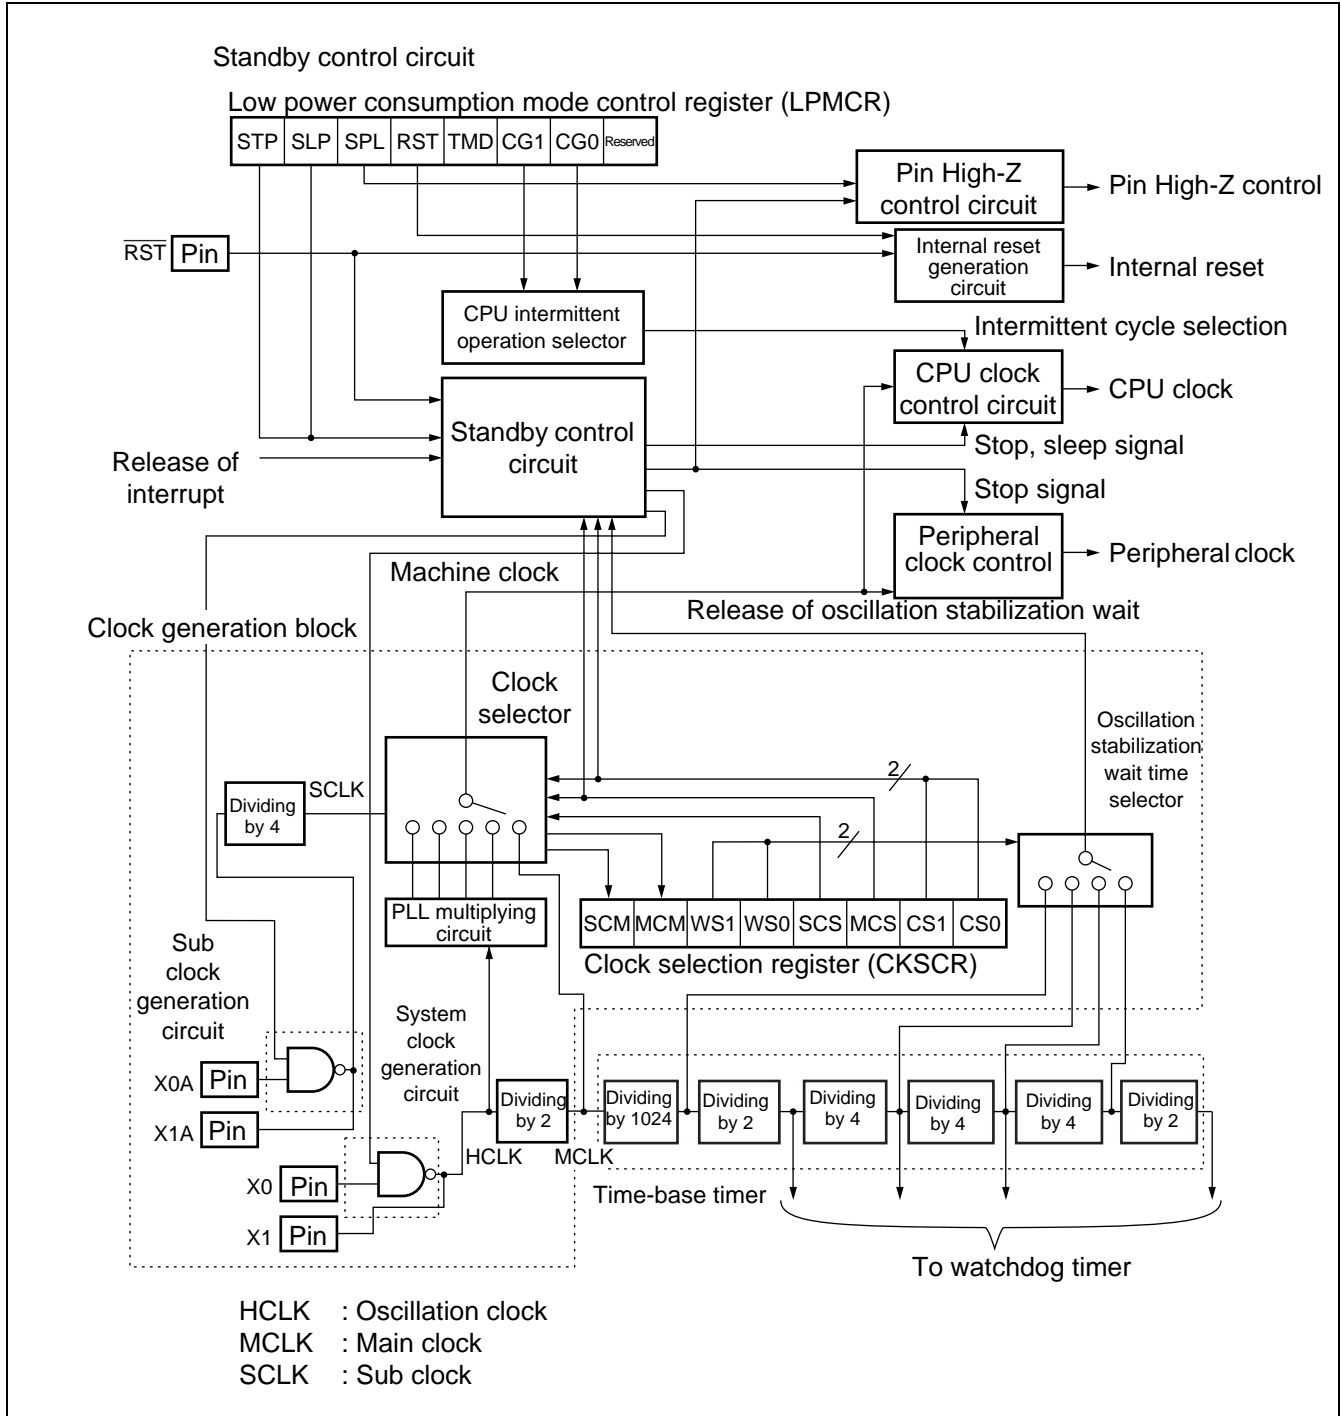 Standby control circuit
Low power consumption mode control register (LPMCR)
STP SLP SPL RST TMD CG1 CG0 Reserved
Pin High-Z
control circuit
Pin High-Z control
RST Pin
Internal reset
generation
circuit
Internal reset
CPU intermittent
operation selector
Intermittent cycle selection
CPU clock
control circuit
CPU clock
Standby control
circuit
Stop, sleep signal
Release of
interrupt
Stop signal
Peripheral
clock control
Peripheral clock
Machine clock
Release of oscillation stabilization wait
Clock generation block
Clock
selector
Oscillation
stabilization
wait time
selector
2
SCLK
Dividing
by 4
2
PLL multiplying
circuit
SCM MCM WS1 WS0 SCS MCS CS1 CS0
Clock selection register (CKSCR)
Sub
clock
generation
circuit
System
clock
generation
circuit
X0A Pin
X1A Pin
Dividing
by 2
Dividing
by 1024
Dividing
by 2
Dividing
by 4
Dividing
by 4
Dividing
by 4
Dividing
by 2
HCLK
MCLK
X0 Pin
X1 Pin
Time-base timer
To watchdog timer
HCLK : Oscillation clock
MCLK : Main clock
SCLK : Sub clock